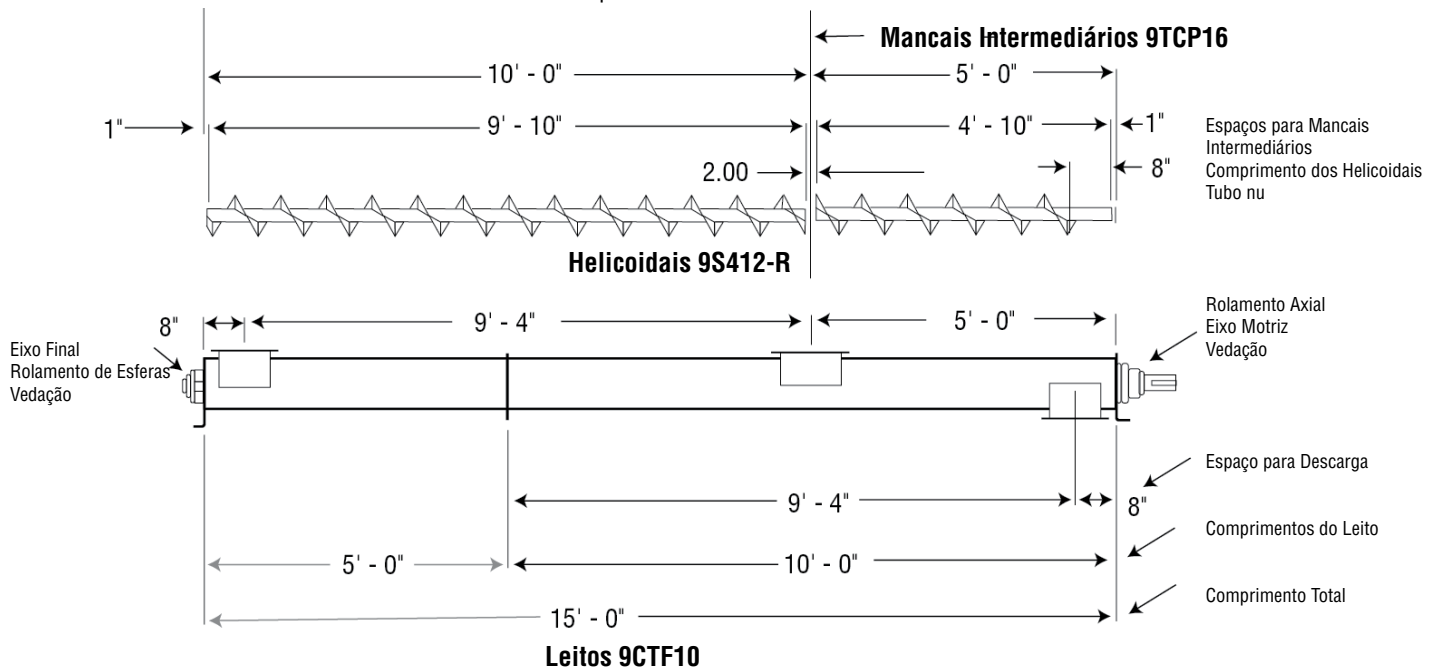 Mancais Intermediários 9TCP16
10' - 0"
5' - 0"
1"
9' - 10"
4' - 10"
1"
Espaços para Mancais
Intermediários
Comprimento dos Helicoidais
Tubo nu
2.00
8"
Helicoidais 9S412-R
8"
9' - 4"
5' - 0"
Rolamento Axial
Eixo Motriz
Vedação
Eixo Final
Rolamento de Esferas
Vedação
Espaço para Descarga
9' - 4"
8"
Comprimentos do Leito
5' - 0"
10' - 0"
Comprimento Total
15' - 0"
Leitos 9CTF10